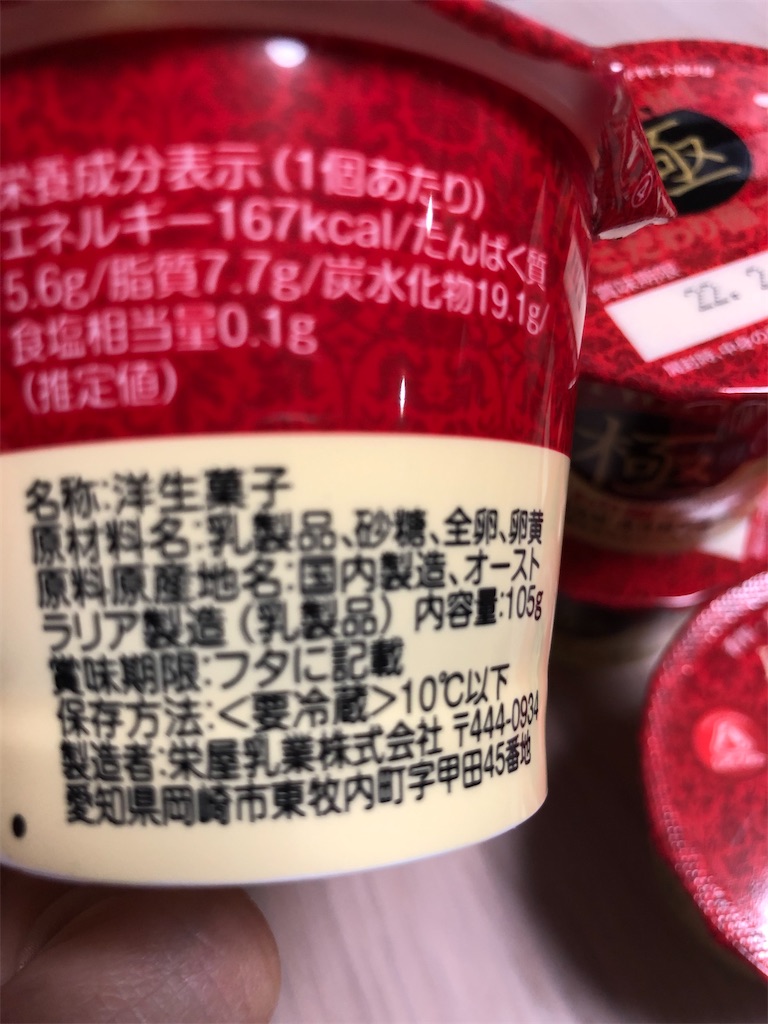 栄養成分表示(1個あたり)
エネルギー167kcal/たんぱく質
5.6g/脂質7.7g/炭水化物19.1g/
食塩相当量0.1g
(推定値)
名称:洋生菓子
原材料名:乳製品、砂糖、全卵、卵黄
原料原産地名:国内製造、オースト
ラリア製造(乳製品) 内容量:105g
賞味期限:フタに記載
保存方法:<要冷蔵>10℃以下
製造者:栄屋乳業株式会社 〒444-0934
愛知県岡崎市東牧内町字甲田45番地
極
賞味期限
22.
極